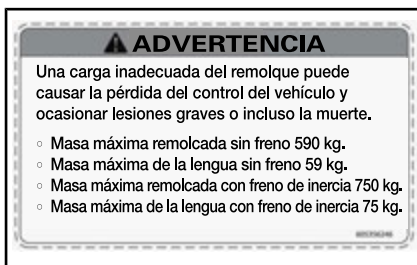 ADVERTENCIA
Una carga inadecuada del remolque puede
causar la pérdida del control del vehículo y
ocasionar lesiones graves o incluso la muerte.
◦ Masa máxima remolcada sin freno 590 kg.
◦ Masa máxima de la lengua sin freno 59 kg.
◦ Masa máxima remolcada con freno de inercia 750 kg.
◦ Masa máxima de la lengua con freno de inercia 75 kg.